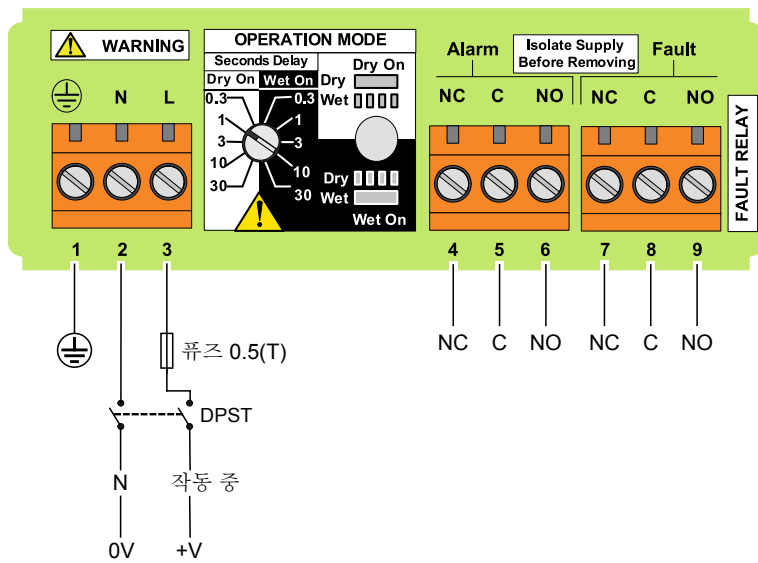 WARNING
N L
OPERATION MODE
Seconds Delay
Dry On Wet On
0.3 0.3
1 1
3 3
10 10
30 30
Dry On
Dry
Wet
Dry
Wet
Wet On
Alarm
Isolate Supply
Before Removing
Fault
NC C NO NC C NO
FAULT RELAY
1 2 3 4 5 6 7 8 9
NC C NO NC C NO
퓨즈 0.5(T)
DPST
N 작동 중
0V +V